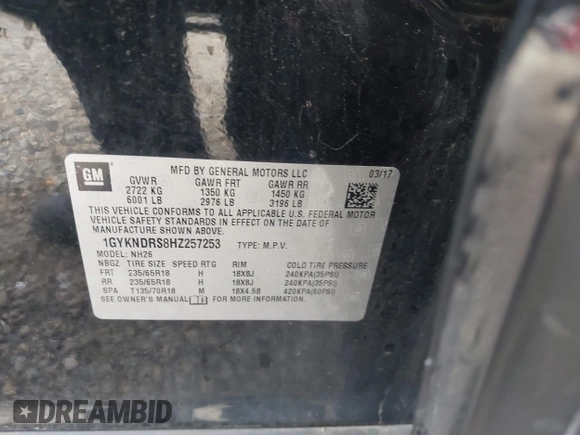 GM
MFD BY GENERAL MOTORS LLC
03/17
GVWR GAWR FRT GAWR RR
2722 KG 1350 KG 1450 KG
6001 LB 2976 LB 3196 LB
THIS VEHICLE CONFORMS TO ALL APPLICABLE U.S. FEDERAL MOTOR
VEHICLE SAFETY STANDARDS IN EFFECT ON THE DATE OF
MANUFACTURE SHOWN ABOVE.
1GYKNDRS8HZ257253 TYPE: M.P.V.
MODEL: NH26
NBGZ TIRE SIZE SPEED RTG RIM COLD TIRE PRESSURE
FRT 235/65R18 H 18X8J 240KPA(35PSI)
RR 235/65R18 H 18X8J 240KPA(35PSI)
SPA T135/70R18 M 18X4.5B 420KPA(60PSI)
SEE OWNER'S MANUAL FOR MORE INFORMATION.
DREAMBID